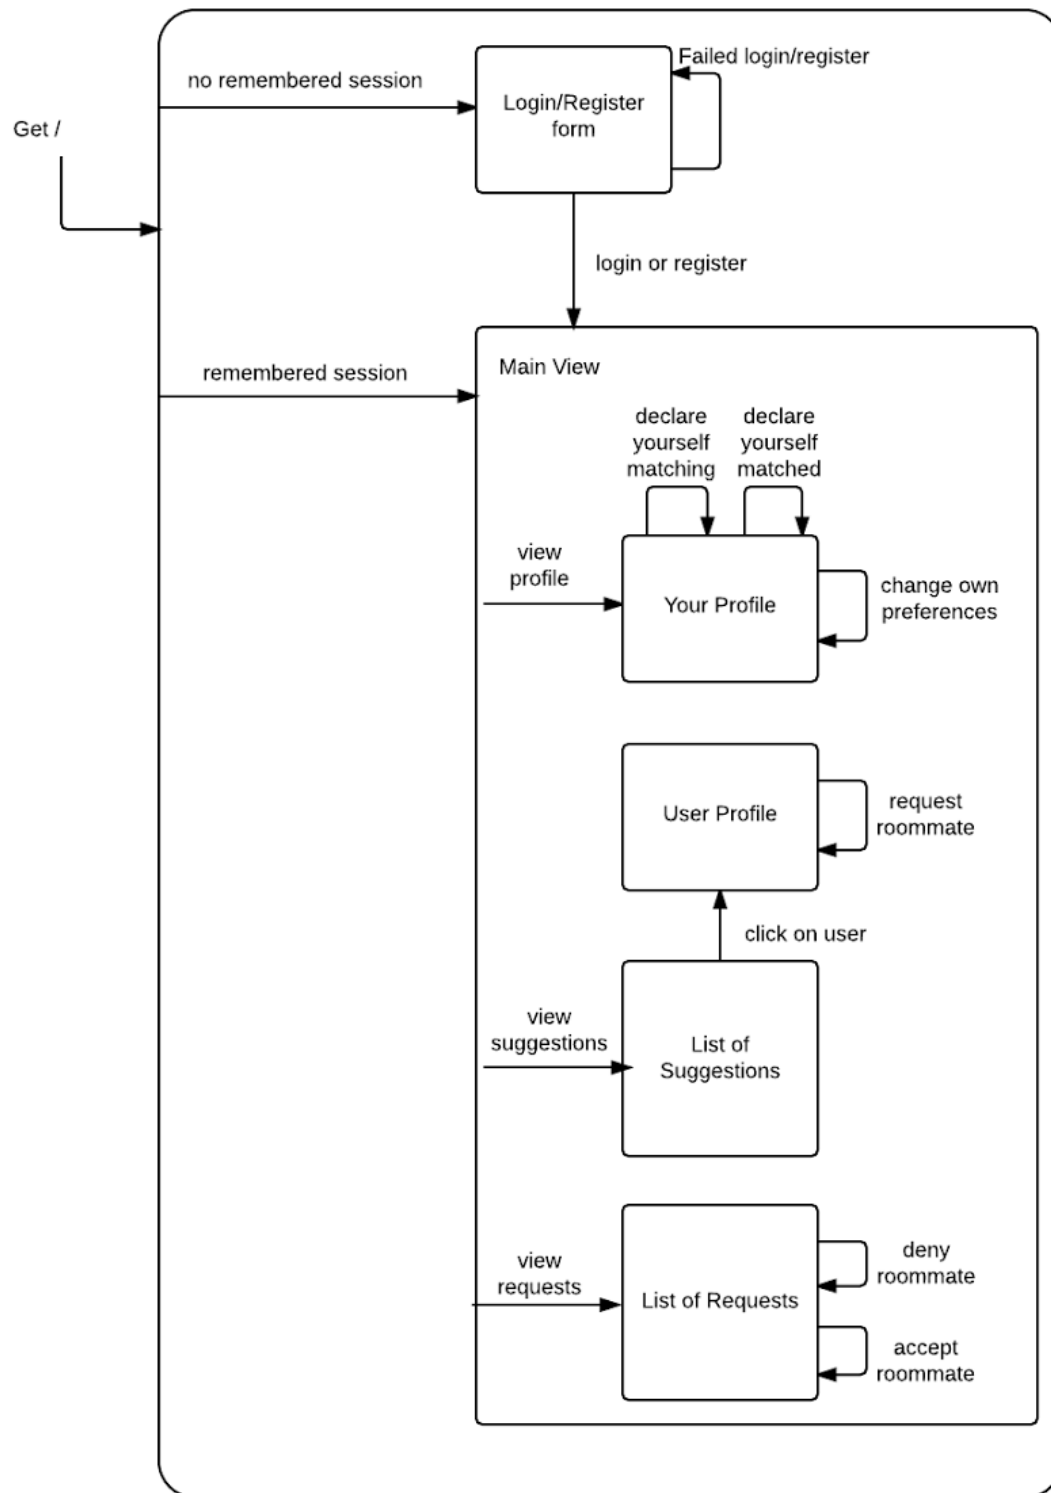 Failed login/register
no remembered session
Login/Register
form
Get /
login or register
Main View
remembered session
declare
yourself
matching
declare
yourself
matched
view
profile
Your Profile
change own
preferences
User Profile
request
roommate
click on user
view
suggestions
List of
Suggestions
view
requests
List of Requests
deny
roommate
accept
roommate